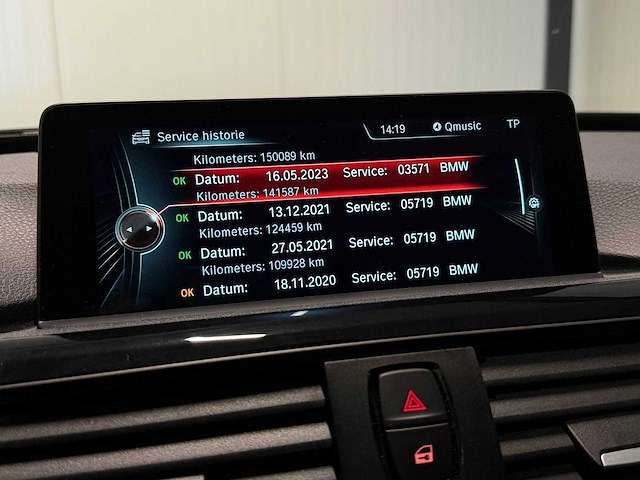 Service historie 14:19 Qmusic TP
Kilometers: 150089 km
OK Datum: 16.05.2023 Service: 03571 BMW
Kilometers: 141587 km
OK Datum: 13.12.2021 Service: 05719 BMW
Kilometers: 124459 km
OK Datum: 27.05.2021 Service: 05719 BMW
Kilometers: 109928 km
OK Datum: 18.11.2020 Service: 05719 BMW